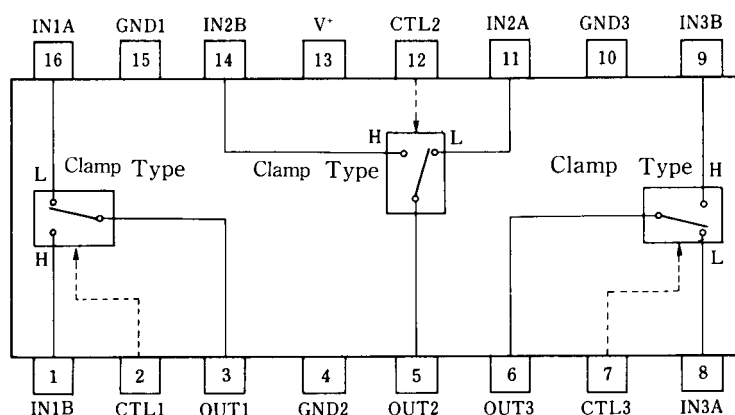 IN1A GND1 IN2B V+ CTL2 IN2A GND3 IN3B
16 15 14 13 12 11 10 9
H L
L Clamp Type Clamp Type Clamp Type H
H L
1 2 3 4 5 6 7 8
IN1B CTL1 OUT1 GND2 OUT2 OUT3 CTL3 IN3A